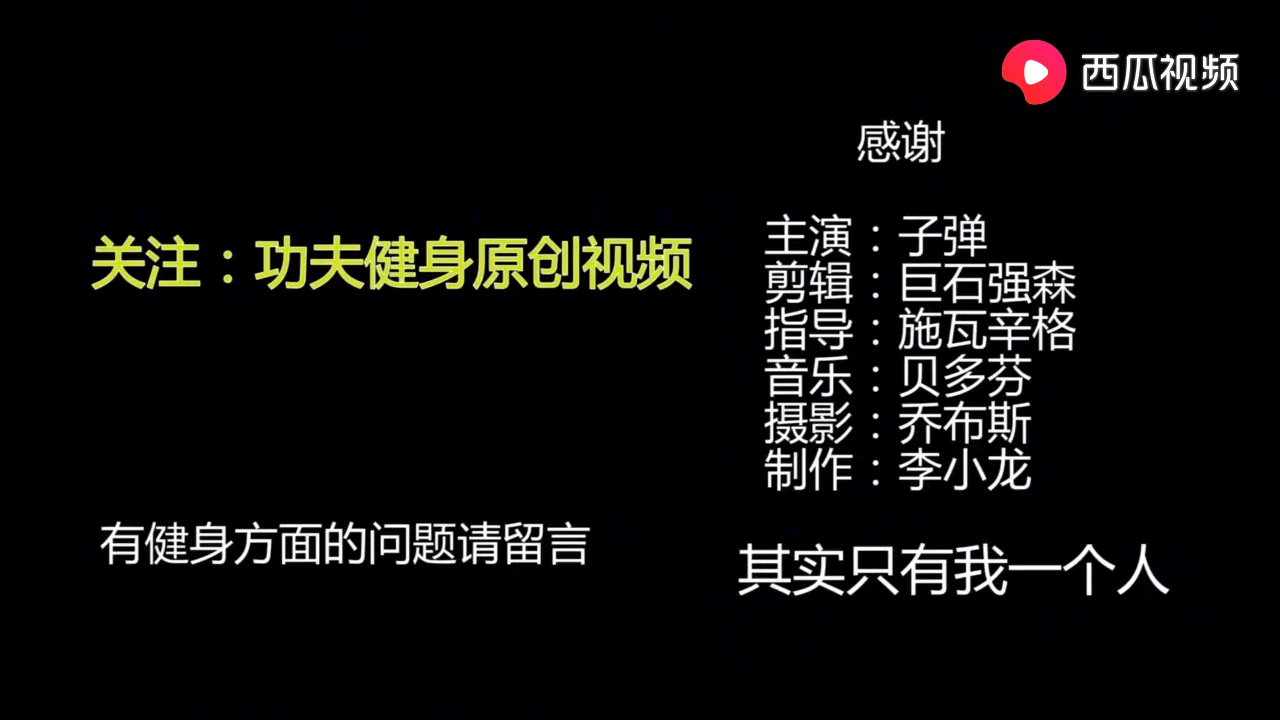 西瓜视频
感谢
关注：功夫健身原创视频
主演：子弹
剪辑：巨石强森
指导：施瓦辛格
音乐：贝多芬
摄影：乔布斯
制作：李小龙
有健身方面的问题请留言
其实只有我一个人